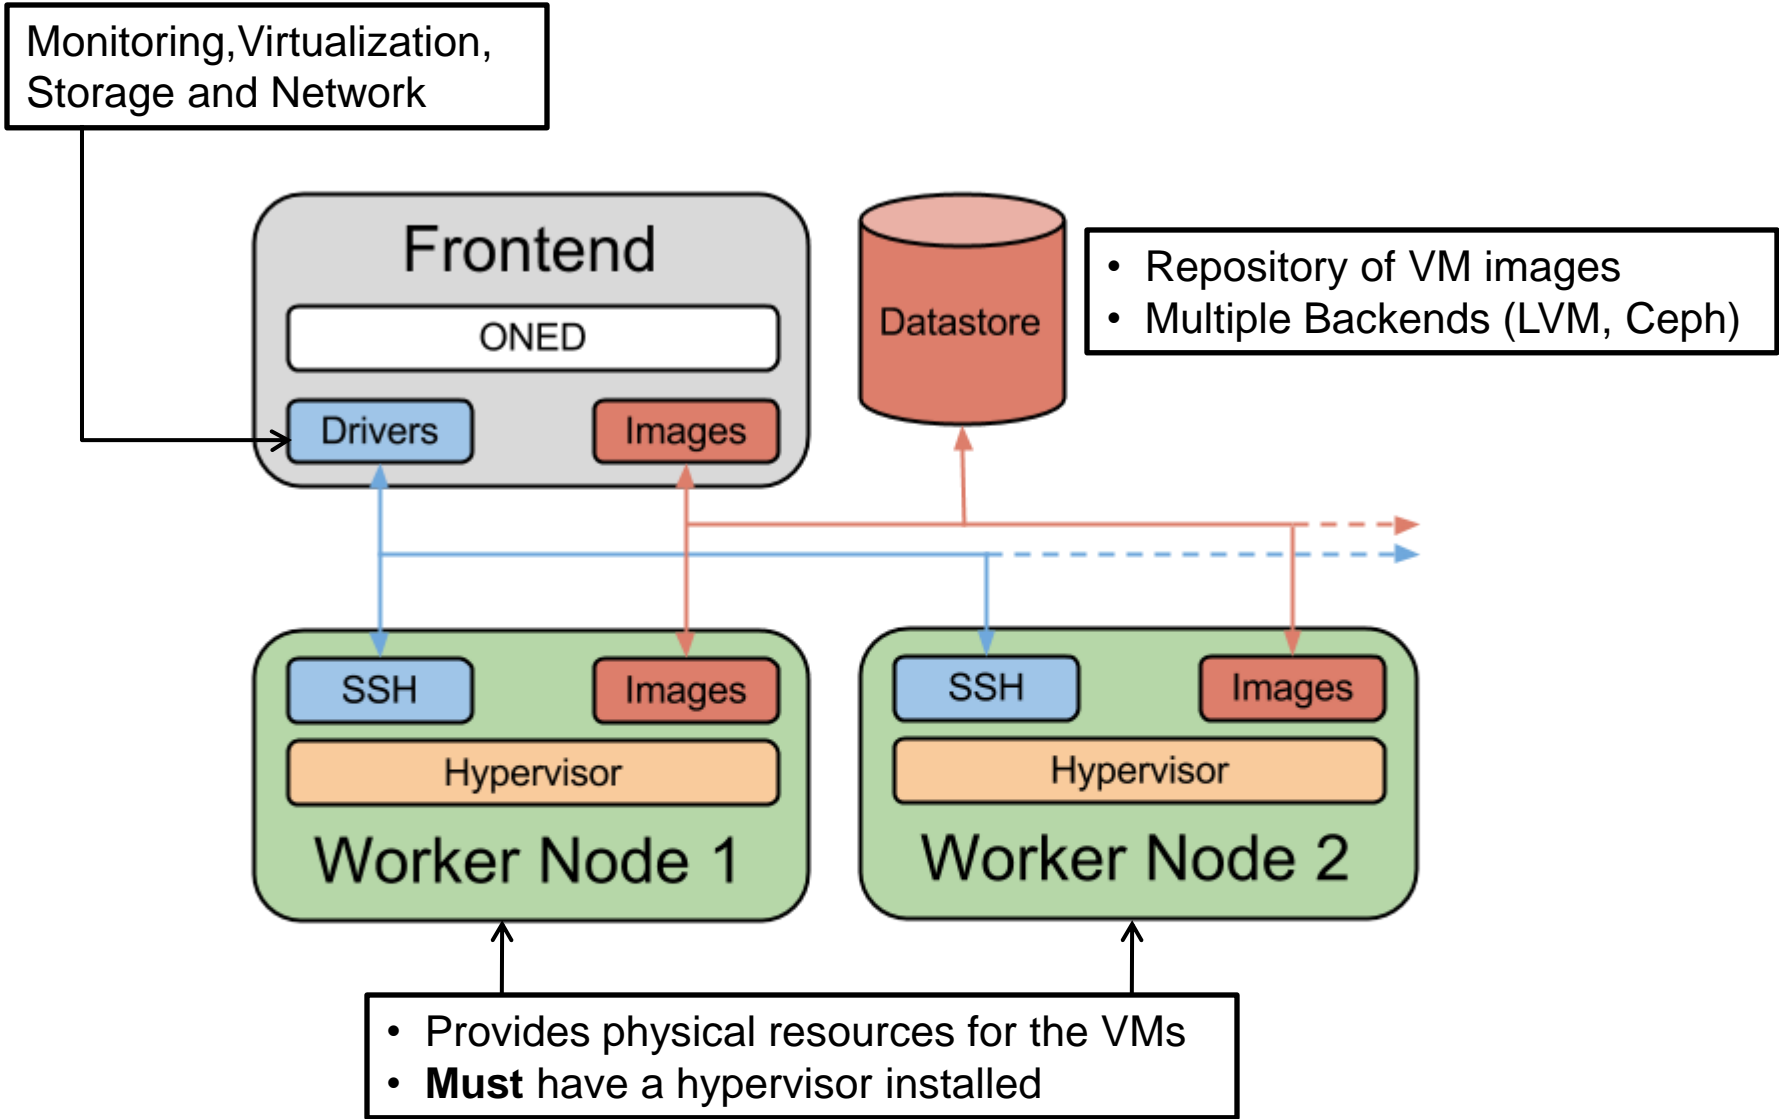 Monitoring,Virtualization,
Storage and Network
Frontend
ONED
Drivers
Images
Datastore
• Repository of VM images
• Multiple Backends (LVM, Ceph)
SSH
Images
Hypervisor
Worker Node 1
SSH
Images
Hypervisor
Worker Node 2
• Provides physical resources for the VMs
• Must have a hypervisor installed